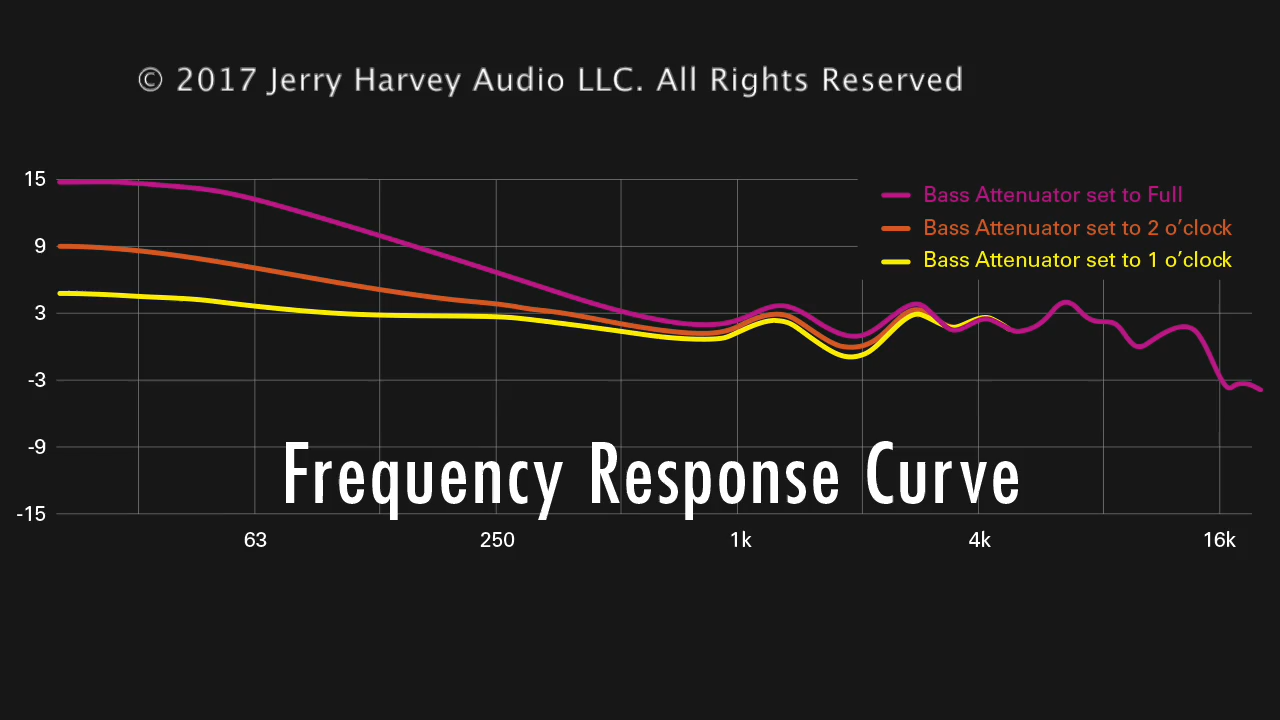 © 2017 Jerry Harvey Audio LLC. All Rights Reserved
15
Bass Attenuator set to Full
Bass Attenuator set to 2 o’clock
9
Bass Attenuator set to 1 o’clock
3
-3
-9
Frequency Response Curve
-15
63 250 1k 4k 16k